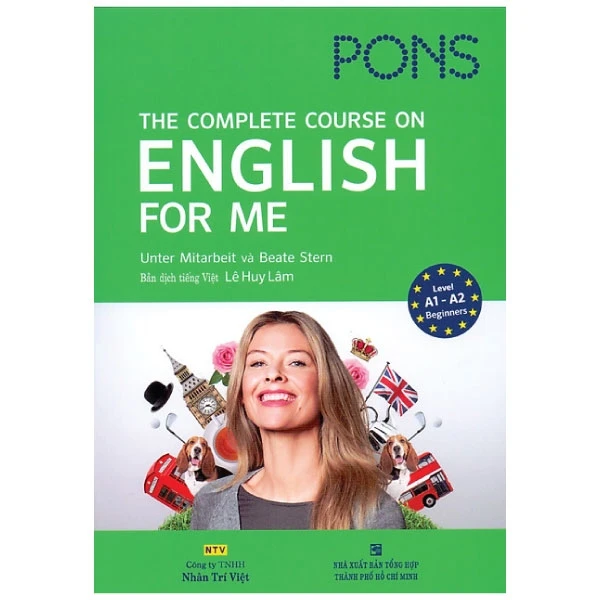 PONS
THE COMPLETE COURSE ON
ENGLISH
FOR ME
Unter Mitarbeit và Beate Stern
Bản dịch tiếng Việt Lê Huy Lâm
Level
A1 - A2
Beginners
NTV
Công ty TNHH
Nhân Trí Việt
NHÀ XUẤT BẢN TỔNG HỢP
THÀNH PHỐ HỒ CHÍ MINH